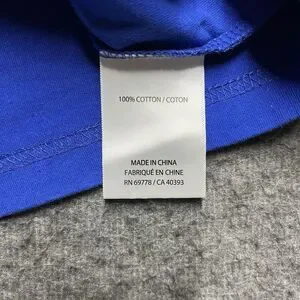 100% COTTON / COTON
MADE IN CHINA
FABRIQUÉ EN CHINE
RN 69778 / CA 40393